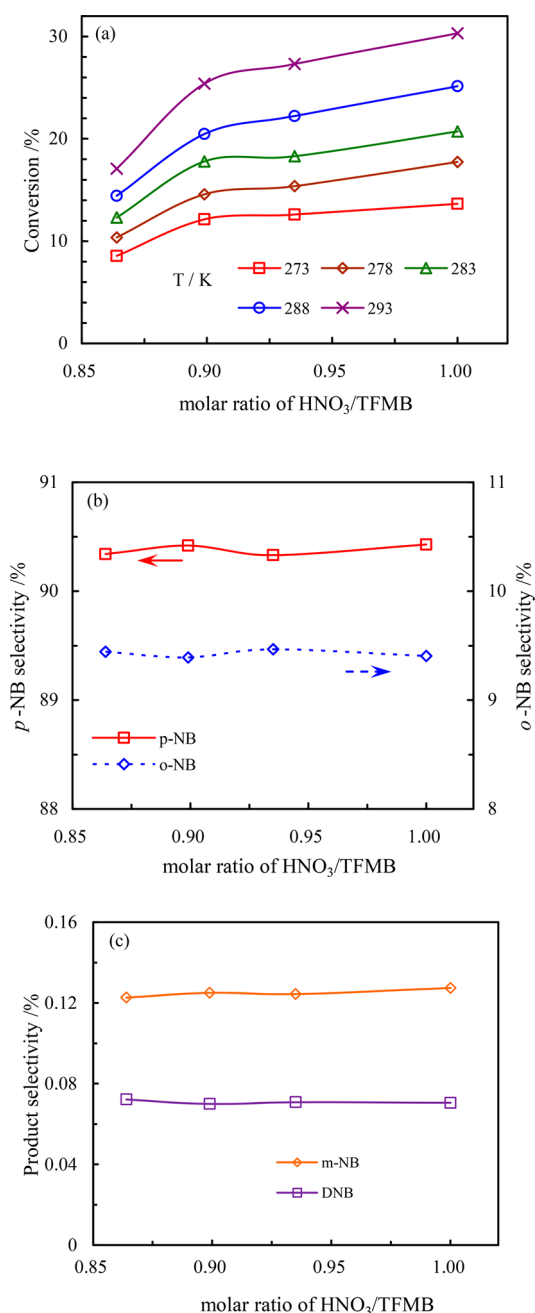 (a)
30
20
10
0
Conversion /%
T / K
273
278
283
288
293
0.85 0.90 0.95 1.00
molar ratio of HNO₃/TFMB
(b)
91
90
89
88
p-NB selectivity /%
11
10
9
8
o-NB selectivity /%
p-NB
o-NB
0.85 0.90 0.95 1.00
molar ratio of HNO₃/TFMB
(c)
0.16
0.12
0.08
0.04
0
Product selectivity /%
m-NB
DNB
0.85 0.90 0.95 1.00
molar ratio of HNO₃/TFMB